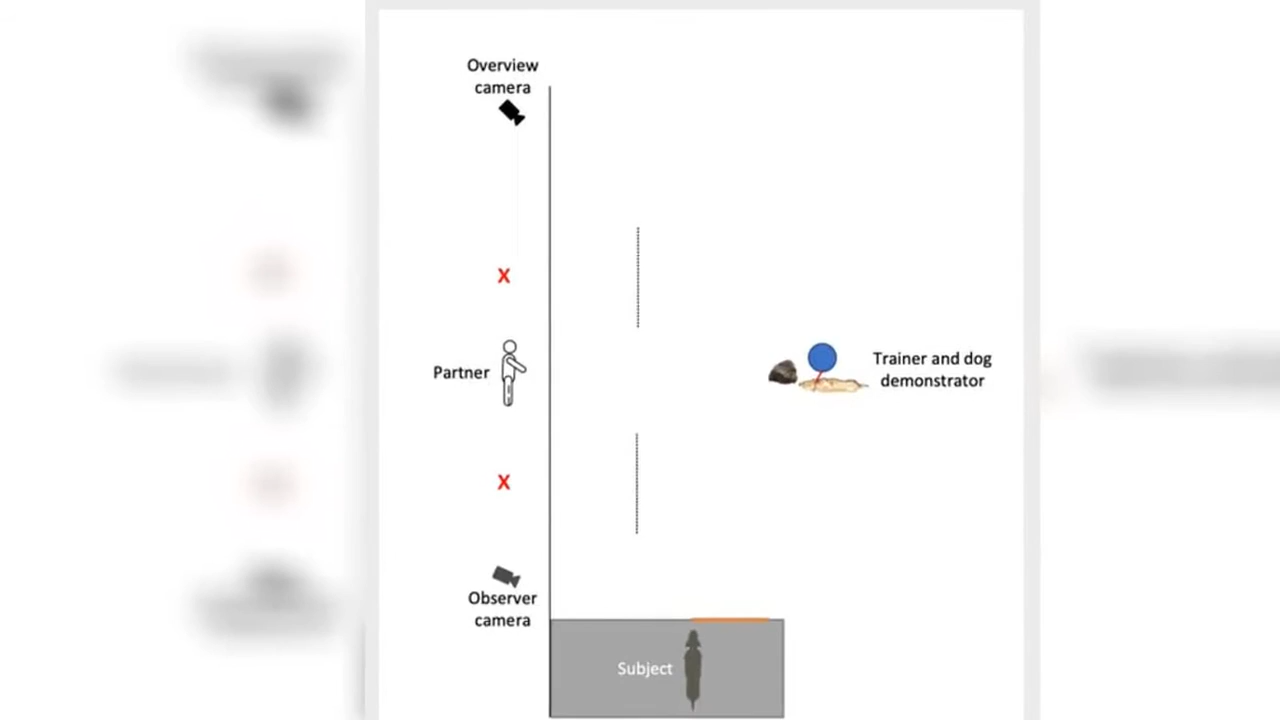 Overview
camera
X
Partner
Trainer and dog
demonstrator
X
Observer
camera
Subject